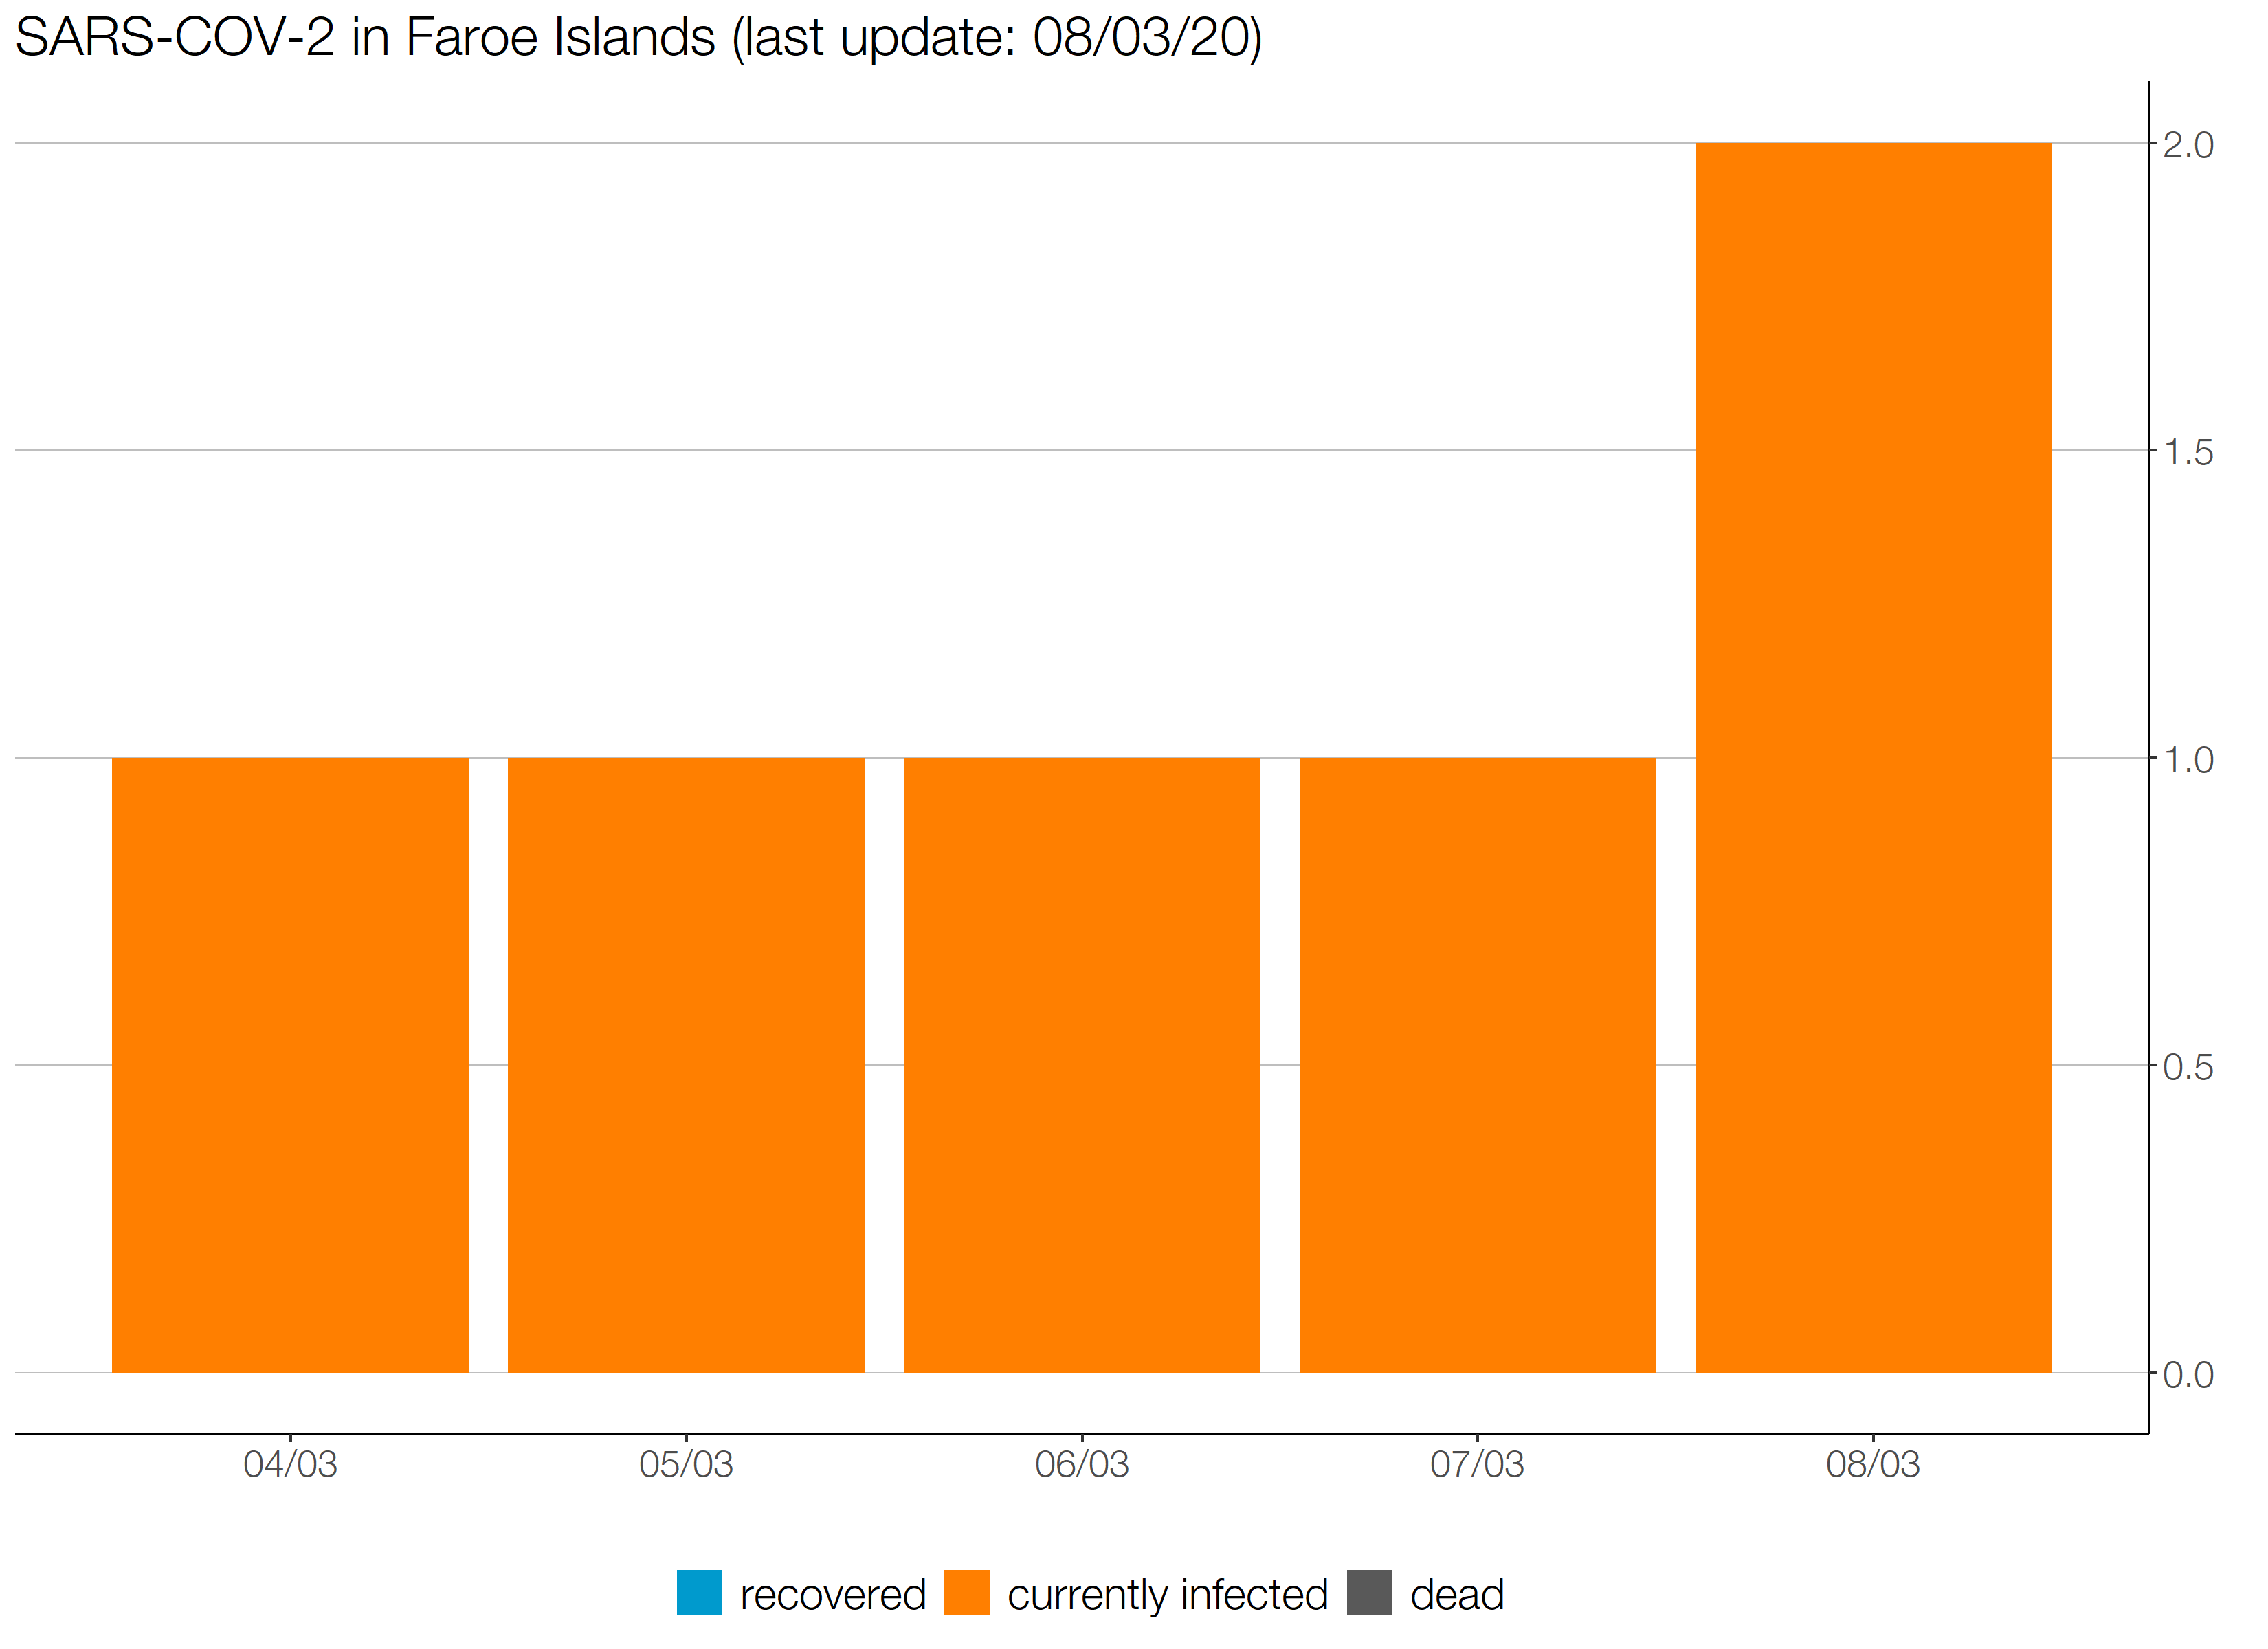 SARS-COV-2 in Faroe Islands (last update: 08/03/20)
2.0
1.5
1.0
0.5
0.0
04/03 05/03 06/03 07/03 08/03
recovered currently infected dead